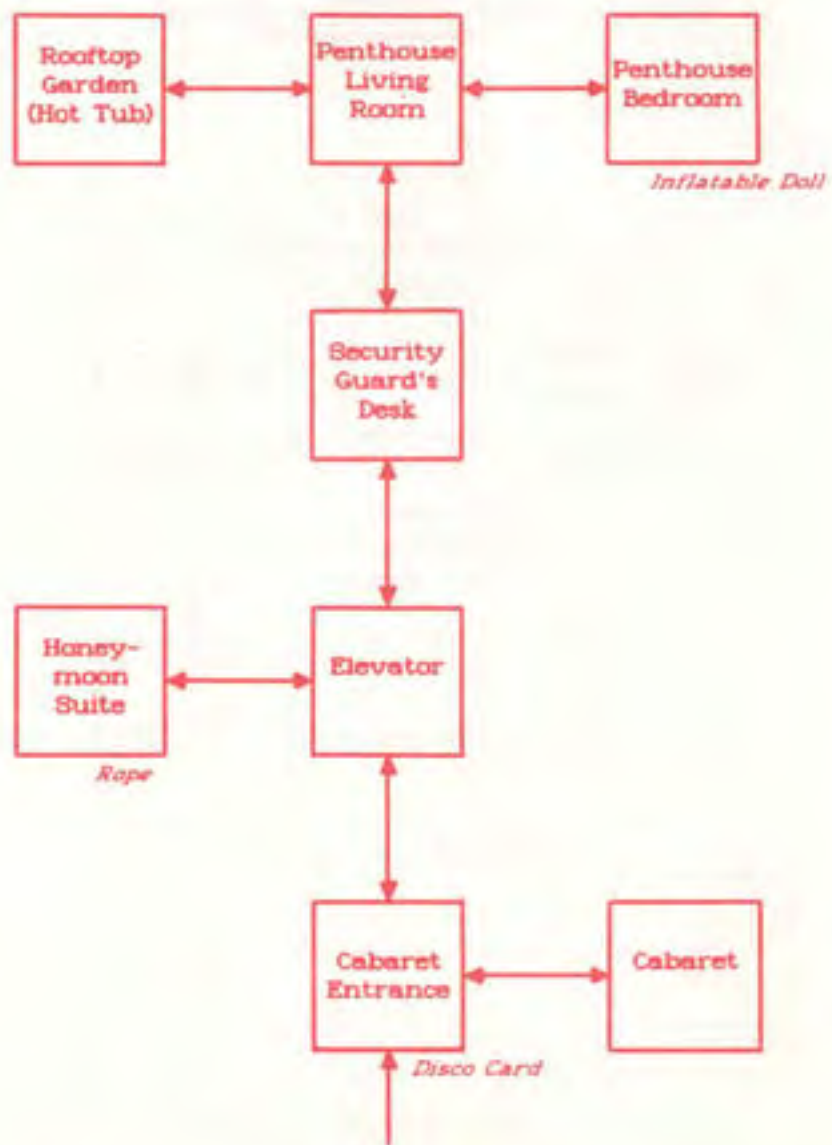 Rooftop
Garden
(Hot Tub)
Penthouse
Living
Room
Penthouse
Bedroom
Inflatable Doll
Security
Guard's
Desk
Honey-
moon
Suite
Rope
Elevator
Cabaret
Entrance
Disco Card
Cabaret